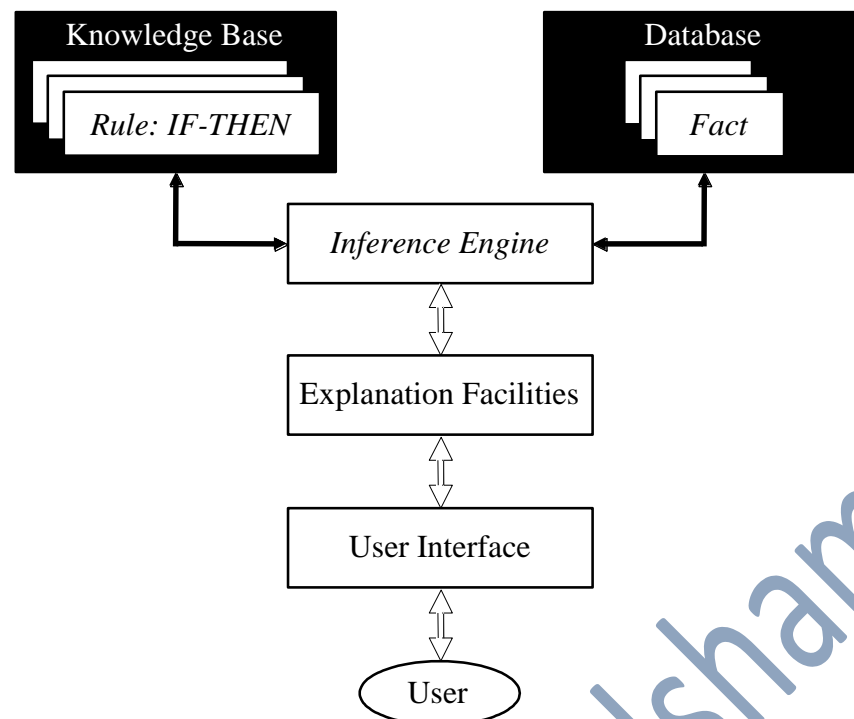 Knowledge Base
Database
Rule: IF-THEN
Fact
Inference Engine
Explanation Facilities
User Interface
User